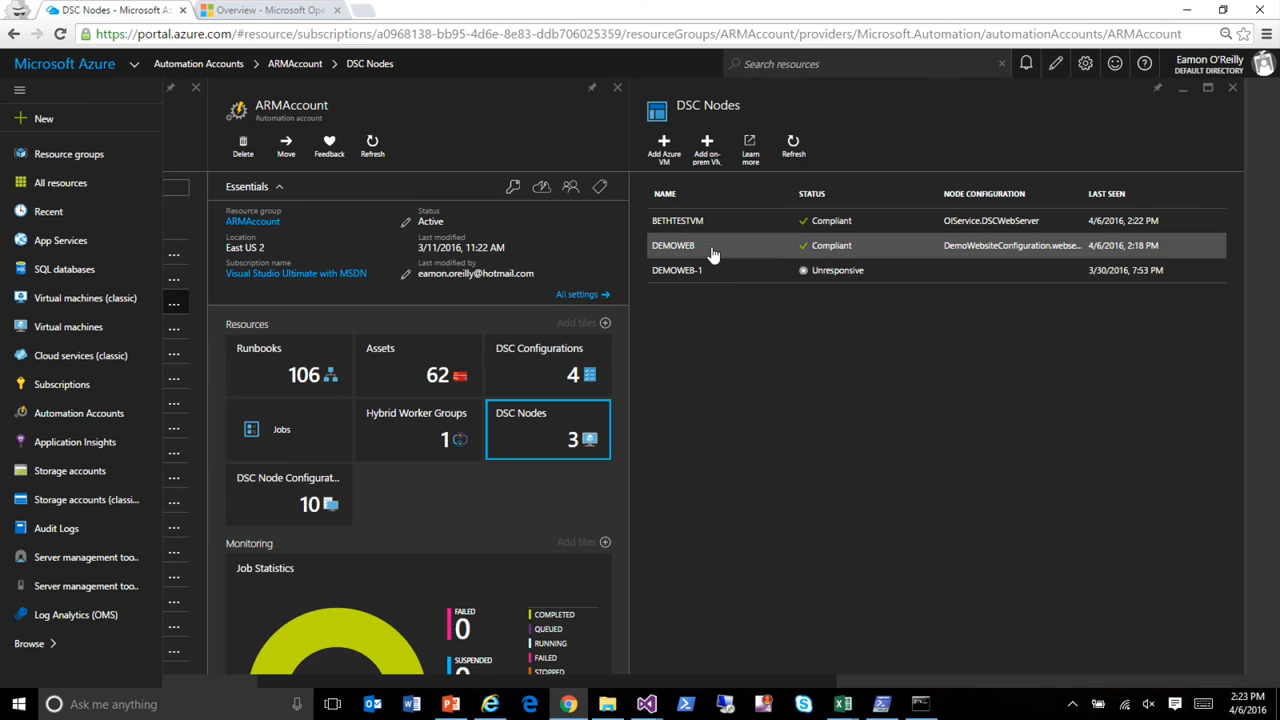 DSC Nodes - Microsoft Az
Overview - Microsoft Ope
https://portal.azure.com/#resource/subscriptions/a0968138-bb95-4d6e-8e83-ddb706025359/resourceGroups/ARMAccount/providers/Microsoft.Automation/automationAccounts/ARMAccount
Microsoft Azure
Automation Accounts > ARMAccount > DSC Nodes
Search resources
Eamon O'Reilly
DEFAULT DIRECTORY
New
Resource groups
All resources
Recent
App Services
SQL databases
Virtual machines (classic)
Virtual machines
Cloud services (classic)
Subscriptions
Automation Accounts
Application Insights
Storage accounts
Storage accounts (classi...
Audit Logs
Server management too..
Server management too..
Log Analytics (OMS)
Browse >
ARMAccount
Automation account
Delete
Move
Feedback
Refresh
Essentials
Resource group
ARMAccount
Status
Active
Location
East US 2
Last modified
3/11/2016, 11:22 AM
Subscription name
Visual Studio Ultimate with MSDN
Last modified by
eamon.oreilly@hotmail.com
All settings →
Resources
Add tiles
Runbooks
106
Assets
62
DSC Configurations
4
Jobs
Hybrid Worker Groups
1
DSC Nodes
3
DSC Node Configurat...
10
Monitoring
Add tiles
Job Statistics
FAILED
0
SUSPENDED
COMPLETED
QUEUED
RUNNING
FAILED
STOPPED
DSC Nodes
Add Azure VM
Add on-prem VM
Learn more
Refresh
NAME STATUS NODE CONFIGURATION LAST SEEN
BETHTESTVM Compliant OIService.DSCWebServer 4/6/2016, 2:22 PM
DEMOWEB Compliant DemoWebsiteConfiguration.webse... 4/6/2016, 2:18 PM
DEMOWEB-1 Unresponsive 3/30/2016, 7:53 PM
Ask me anything
2:23 PM
4/6/2016